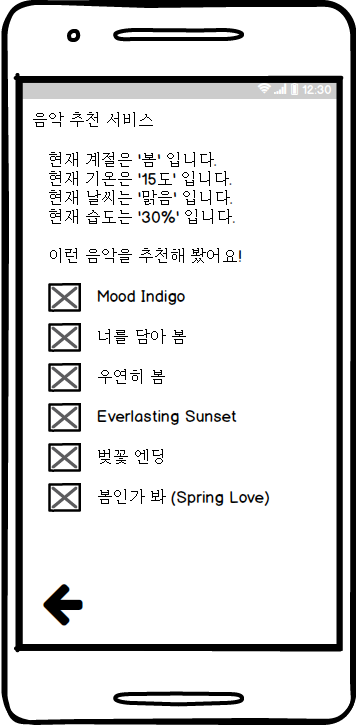 12:30
음악 추천 서비스
현재 계절은 '봄' 입니다.
현재 기온은 '15도' 입니다.
현재 날씨는 '맑음' 입니다.
현재 습도는 '30%' 입니다.
이런 음악을 추천해 봤어요!
Mood Indigo
너를 담아 봄
우연히 봄
Everlasting Sunset
벚꽃 엔딩
봄인가 봐 (Spring Love)